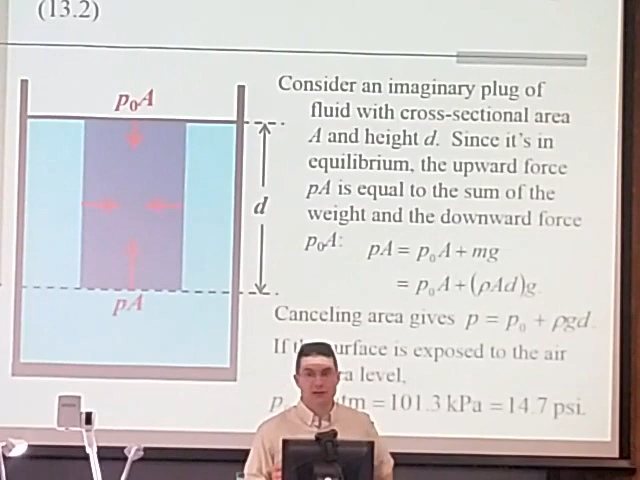 (13.2)
p₀A
d
pA
Consider an imaginary plug of
fluid with cross-sectional area
A and height d. Since it's in
equilibrium, the upward force
pA is equal to the sum of the
weight and the downward force
p₀A: pA = p₀A + mg
= p₀A + (ρAd)g.
Canceling area gives p = p₀ + ρgd.
If urface is exposed to the air
a level,
p tm = 101.3 kPa = 14.7 psi.